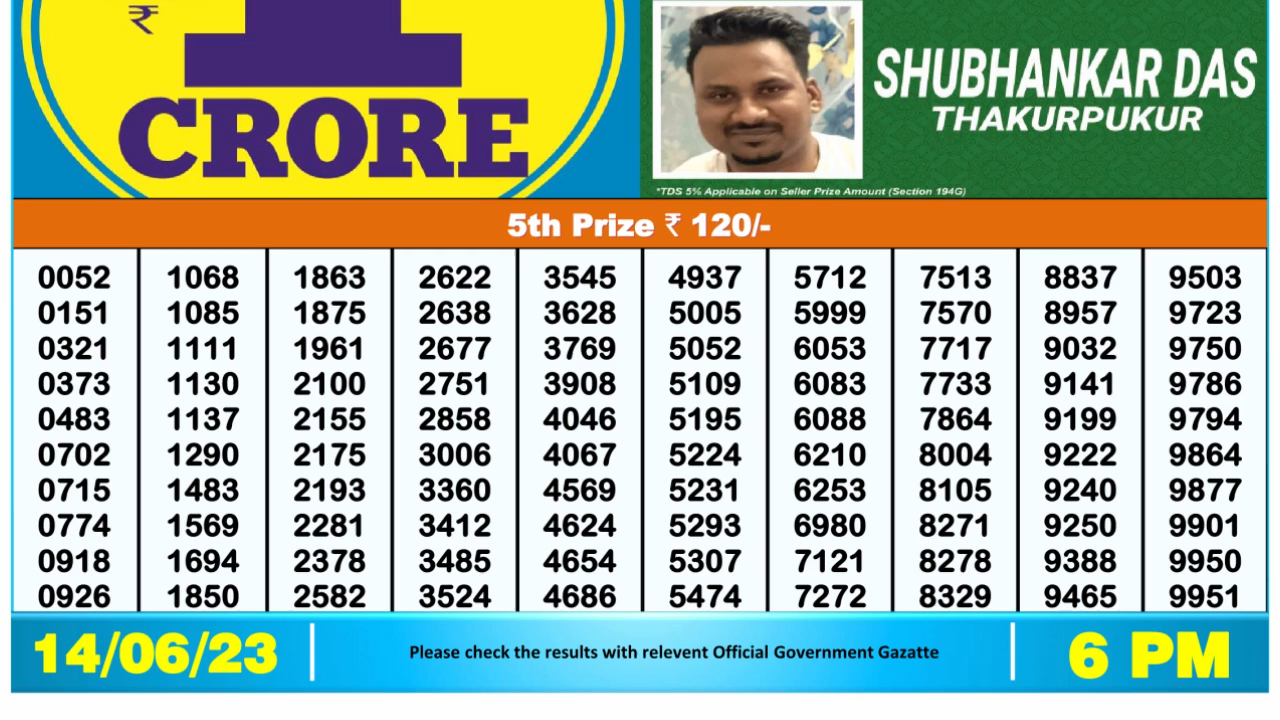 ₹
1
CRORE
SHUBHANKAR DAS
THAKURPUKUR
*TDS 5% Applicable on Seller Prize Amount (Section 194G)
5th Prize ₹ 120/-
0052 1068 1863 2622 3545 4937 5712 7513 8837 9503
0151 1085 1875 2638 3628 5005 5999 7570 8957 9723
0321 1111 1961 2677 3769 5052 6053 7717 9032 9750
0373 1130 2100 2751 3908 5109 6083 7733 9141 9786
0483 1137 2155 2858 4046 5195 6088 7864 9199 9794
0702 1290 2175 3006 4067 5224 6210 8004 9222 9864
0715 1483 2193 3360 4569 5231 6253 8105 9240 9877
0774 1569 2281 3412 4624 5293 6980 8271 9250 9901
0918 1694 2378 3485 4654 5307 7121 8278 9388 9950
0926 1850 2582 3524 4686 5474 7272 8329 9465 9951
14/06/23
Please check the results with relevent Official Government Gazatte
6 PM